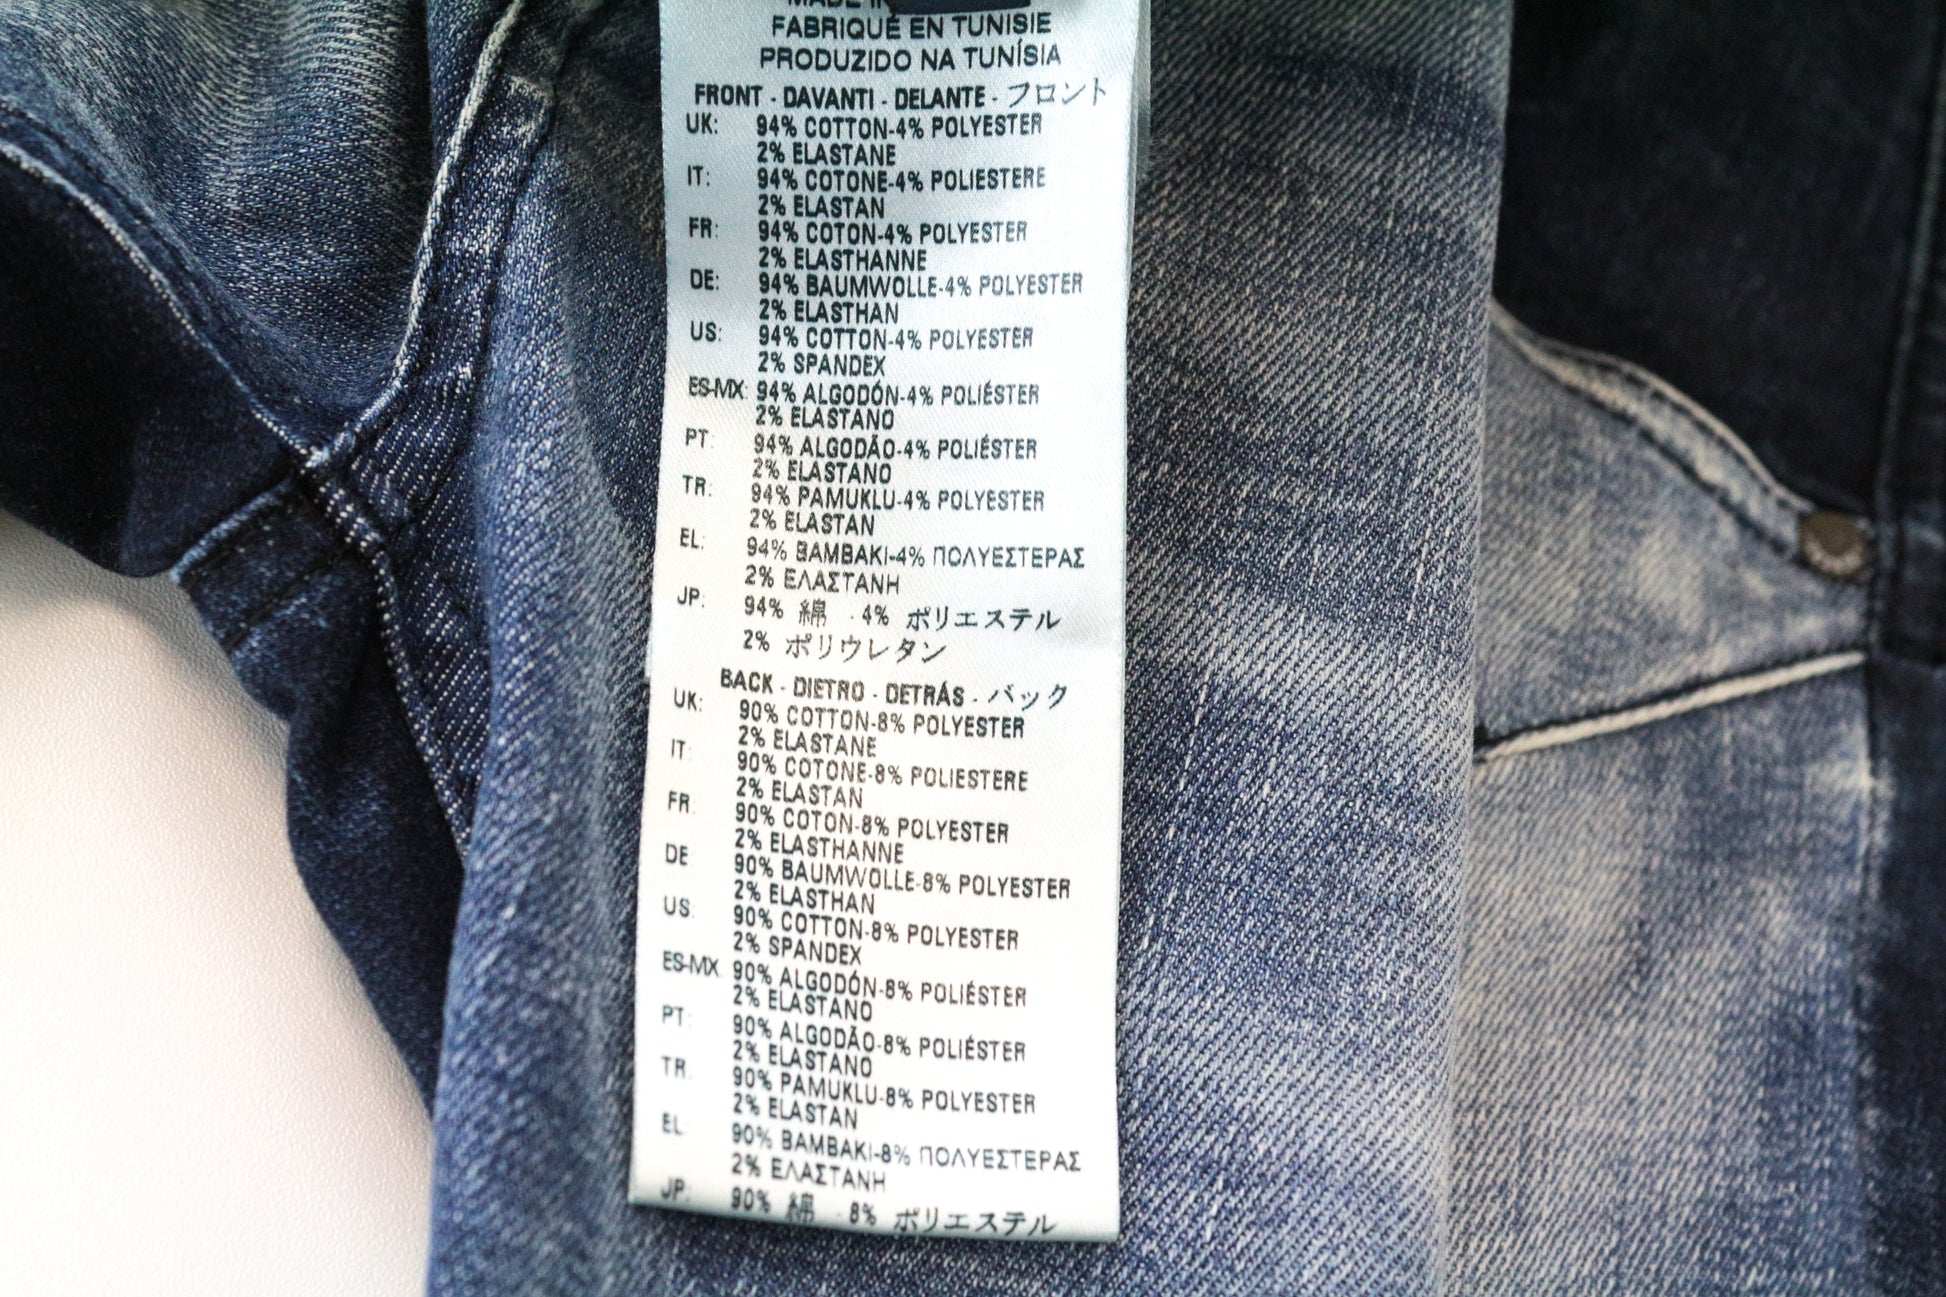 MADE IN
FABRIQUÉ EN TUNISIE
PRODUZIDO NA TUNÍSIA
FRONT - DAVANTI - DELANTE - フロント
UK: 94% COTTON-4% POLYESTER
2% ELASTANE
IT: 94% COTONE-4% POLIESTERE
2% ELASTAN
FR: 94% COTON-4% POLYESTER
2% ELASTHANNE
DE: 94% BAUMWOLLE-4% POLYESTER
2% ELASTHAN
US: 94% COTTON-4% POLYESTER
2% SPANDEX
ES-MX: 94% ALGODÓN-4% POLIÉSTER
2% ELASTANO
PT: 94% ALGODÃO-4% POLIÉSTER
2% ELASTANO
TR: 94% PAMUKLU-4% POLYESTER
2% ELASTAN
EL: 94% BAMBAKI-4% ΠΟΛΥΕΣΤΕΡΑΣ
2% ΕΛΑΣΤΑΝΗ
JP: 94% 綿 · 4% ポリエステル
2% ポリウレタン
BACK - DIETRO - DETRÁS - バック
UK: 90% COTTON-8% POLYESTER
2% ELASTANE
IT: 90% COTONE-8% POLIESTERE
2% ELASTAN
FR: 90% COTON-8% POLYESTER
2% ELASTHANNE
DE: 90% BAUMWOLLE-8% POLYESTER
2% ELASTHAN
US: 90% COTTON-8% POLYESTER
2% SPANDEX
ES-MX: 90% ALGODÓN-8% POLIÉSTER
2% ELASTANO
PT: 90% ALGODÃO-8% POLIÉSTER
2% ELASTANO
TR: 90% PAMUKLU-8% POLYESTER
2% ELASTAN
EL: 90% BAMBAKI-8% ΠΟΛΥΕΣΤΕΡΑΣ
2% ΕΛΑΣΤΑΝΗ
JP: 90% 綿 · 8% ポリエステル